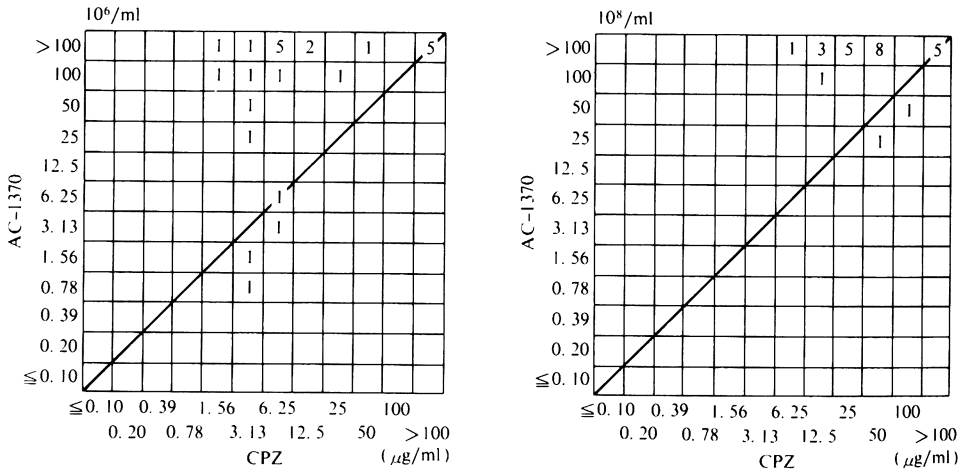 10⁶/ml
AC-1370
>100 1 1 5 2 1 5
100 1 1 1 1
50 1
25 1
12.5
6.25 1
3.13 1
1.56 1
0.78 1
0.39
0.20
≦0.10
≦0.10 0.39 1.56 6.25 25 100
0.20 0.78 3.13 12.5 50 >100
CPZ (μg/ml)
10⁸/ml
AC-1370
>100 1 3 5 8 5
100 1
50 1
25 1
12.5
6.25
3.13
1.56
0.78
0.39
0.20
≦0.10
≦0.10 0.39 1.56 6.25 25 100
0.20 0.78 3.13 12.5 50 >100
CPZ (μg/ml)